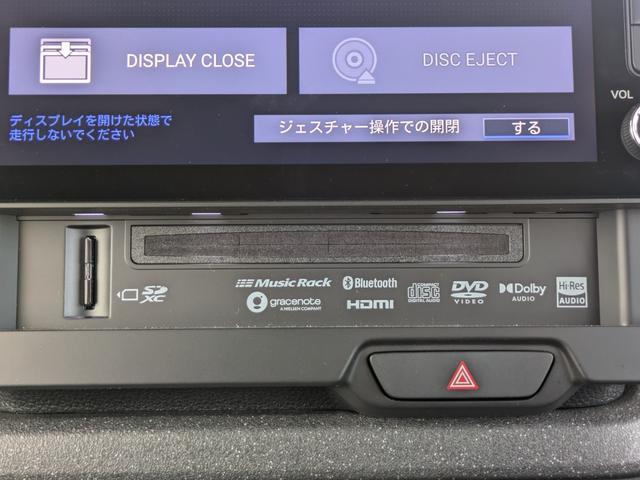 DISPLAY CLOSE
DISC EJECT
VOL
ディスプレイを開けた状態で
走行しないでください
ジェスチャー操作での開閉
する
SD
XC
Music Rack
Bluetooth
gracenote
A NIELSEN COMPANY
HDMI
COMPACT
disc
DIGITAL AUDIO
DVD
VIDEO
Dolby
AUDIO
Hi-Res
AUDIO